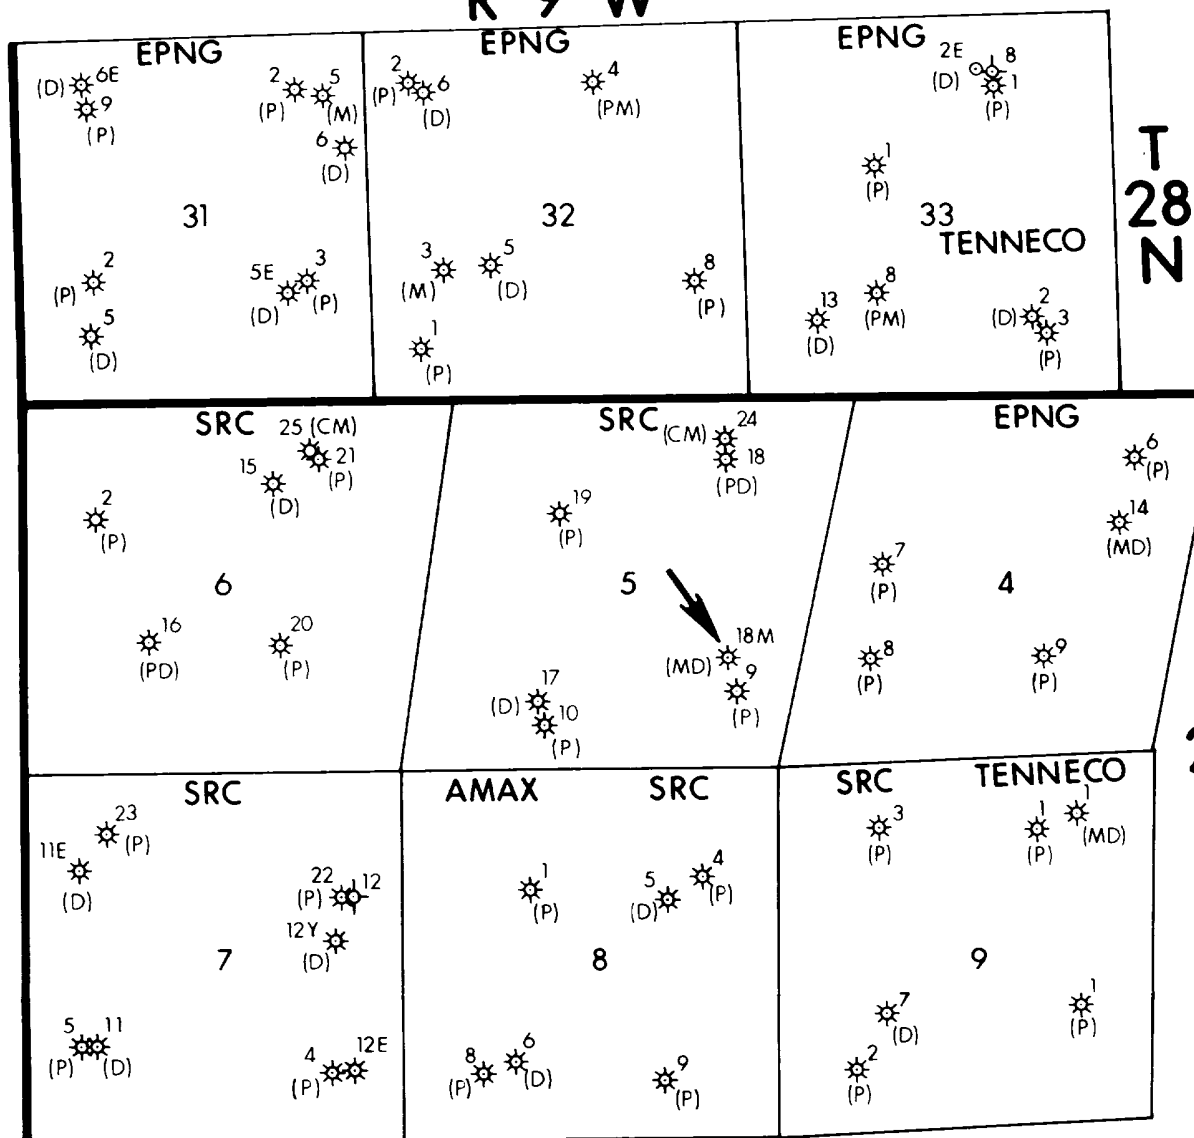 R 9 W
EPNG
EPNG
EPNG
(D) 6E
9
(P)
2
(P)
5
(M)
6
(D)
31
2
(P)
5
(D)
5E
(D)
3
(P)
2
(P)
6
(D)
4
(PM)
32
3
(M)
5
(D)
8
(P)
1
(P)
2E
(D)
8
1
(P)
1
(P)
33
TENNECO
8
(PM)
13
(D)
2
(D)
3
(P)
T
28
N
SRC
25 (CM)
21
(P)
15
(D)
2
(P)
6
16
(PD)
20
(P)
SRC
(CM) 24
18
(PD)
19
(P)
5
18M
(MD)
9
(P)
17
(D)
10
(P)
EPNG
6
(P)
14
(MD)
7
(P)
4
8
(P)
9
(P)
SRC
23
(P)
11E
(D)
22
(P)
12
12Y
(D)
7
5
(P)
11
(D)
4
(P)
12E
AMAX SRC
1
(P)
5
(D)
4
(P)
8
8
(P)
6
(D)
9
(P)
SRC TENNECO
3
(P)
1
(P)
1
(MD)
9
7
(D)
2
(P)
1
(P)